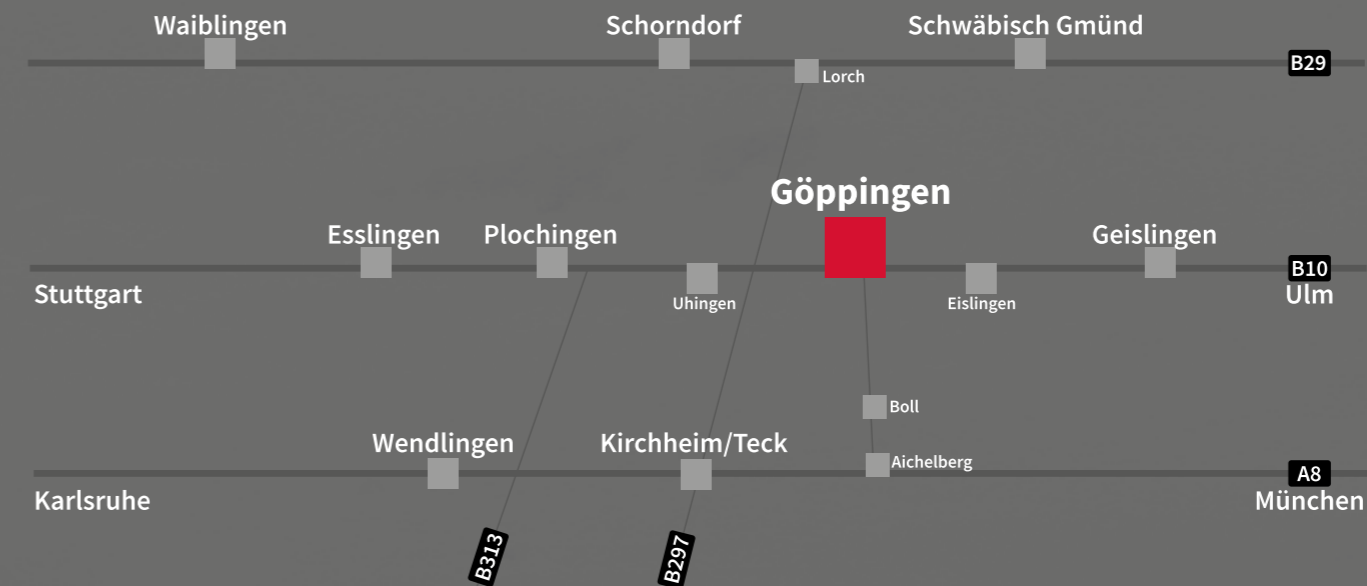 Waiblingen
Schorndorf
Schwäbisch Gmünd
B29
Lorch
Göppingen
Esslingen
Plochingen
Geislingen
B10
Stuttgart
Uhingen
Eislingen
Ulm
Boll
Wendlingen
Kirchheim/Teck
Aichelberg
A8
Karlsruhe
München
B313
B297